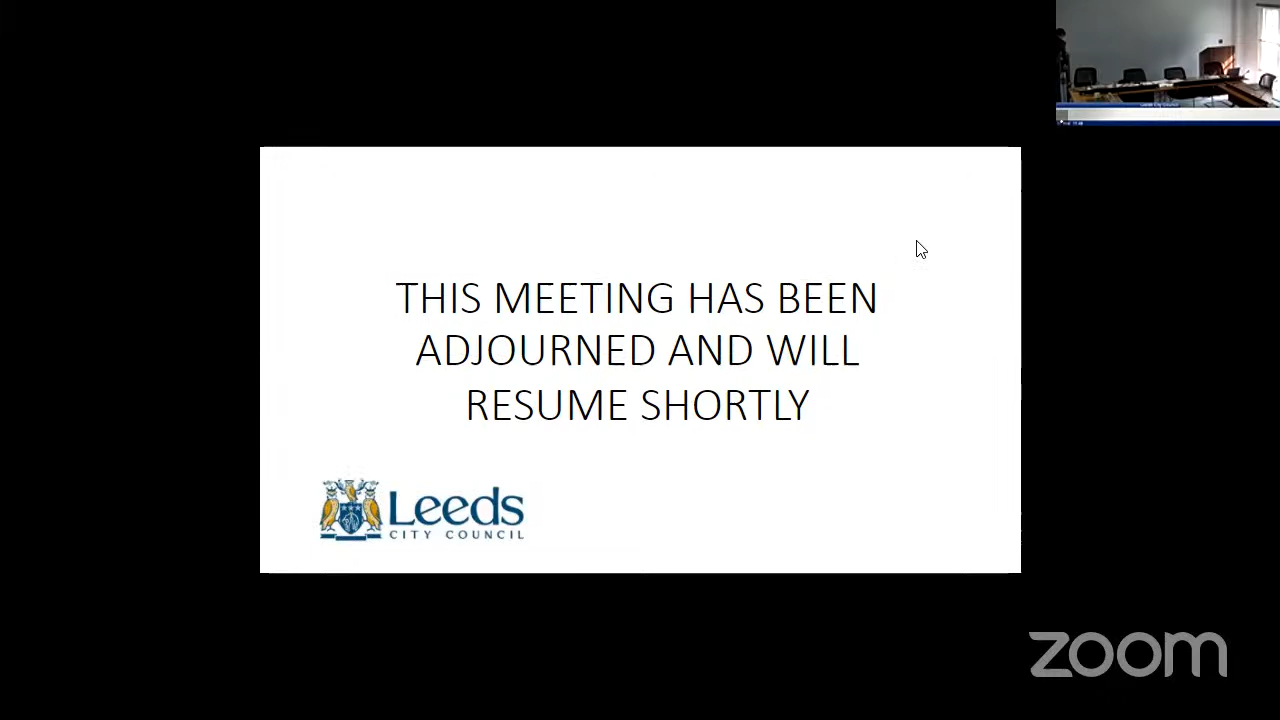 THIS MEETING HAS BEEN
ADJOURNED AND WILL
RESUME SHORTLY
Leeds
CITY COUNCIL
zoom